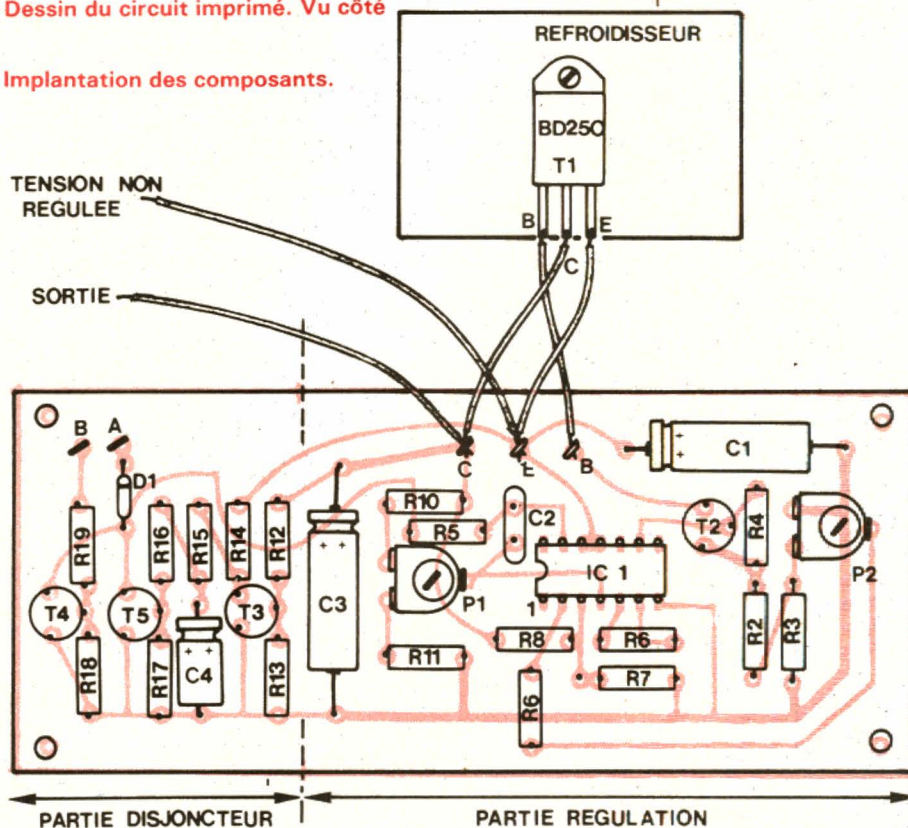 Dessin du circuit imprimé. Vu côté
Implantation des composants.
REFROIDISSEUR
BD250
T1
B
E
C
TENSION NON
REGULEE
SORTIE
B
A
D1
C
E
B
C1
R10
R5
C2
T2
R4
P2
R19
R16
R15
R14
R12
C3
P1
IC 1
1
T4
T5
T3
R18
R17
C4
R13
R11
R8
R6
R7
R6
R2
R3
PARTIE DISJONCTEUR
PARTIE REGULATION